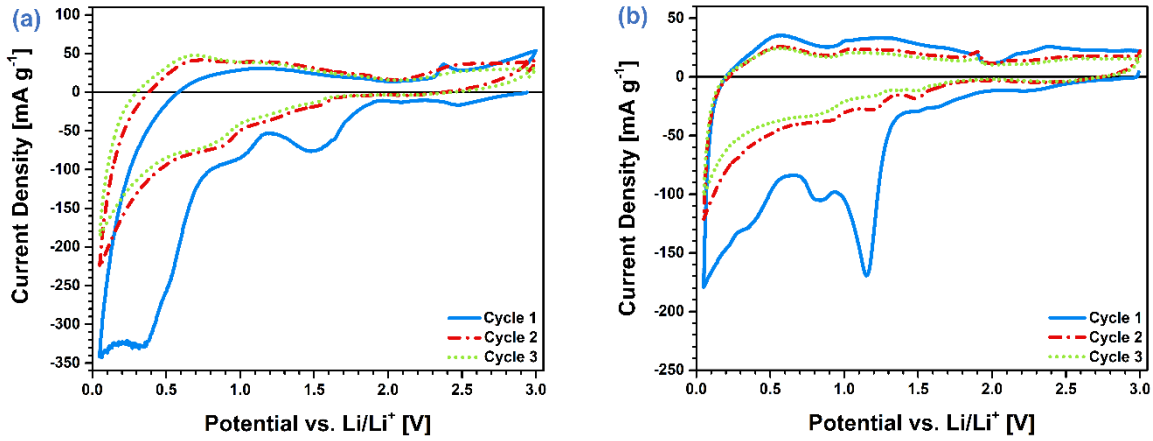 (a)
100
50
0
-50
-100
-150
-200
-250
-300
-350
Current Density [mA g⁻¹]
Cycle 1
Cycle 2
Cycle 3
0.0 0.5 1.0 1.5 2.0 2.5 3.0
Potential vs. Li/Li⁺ [V]
(b)
50
0
-50
-100
-150
-200
-250
Current Density [mA g⁻¹]
Cycle 1
Cycle 2
Cycle 3
0.0 0.5 1.0 1.5 2.0 2.5 3.0
Potential vs. Li/Li⁺ [V]